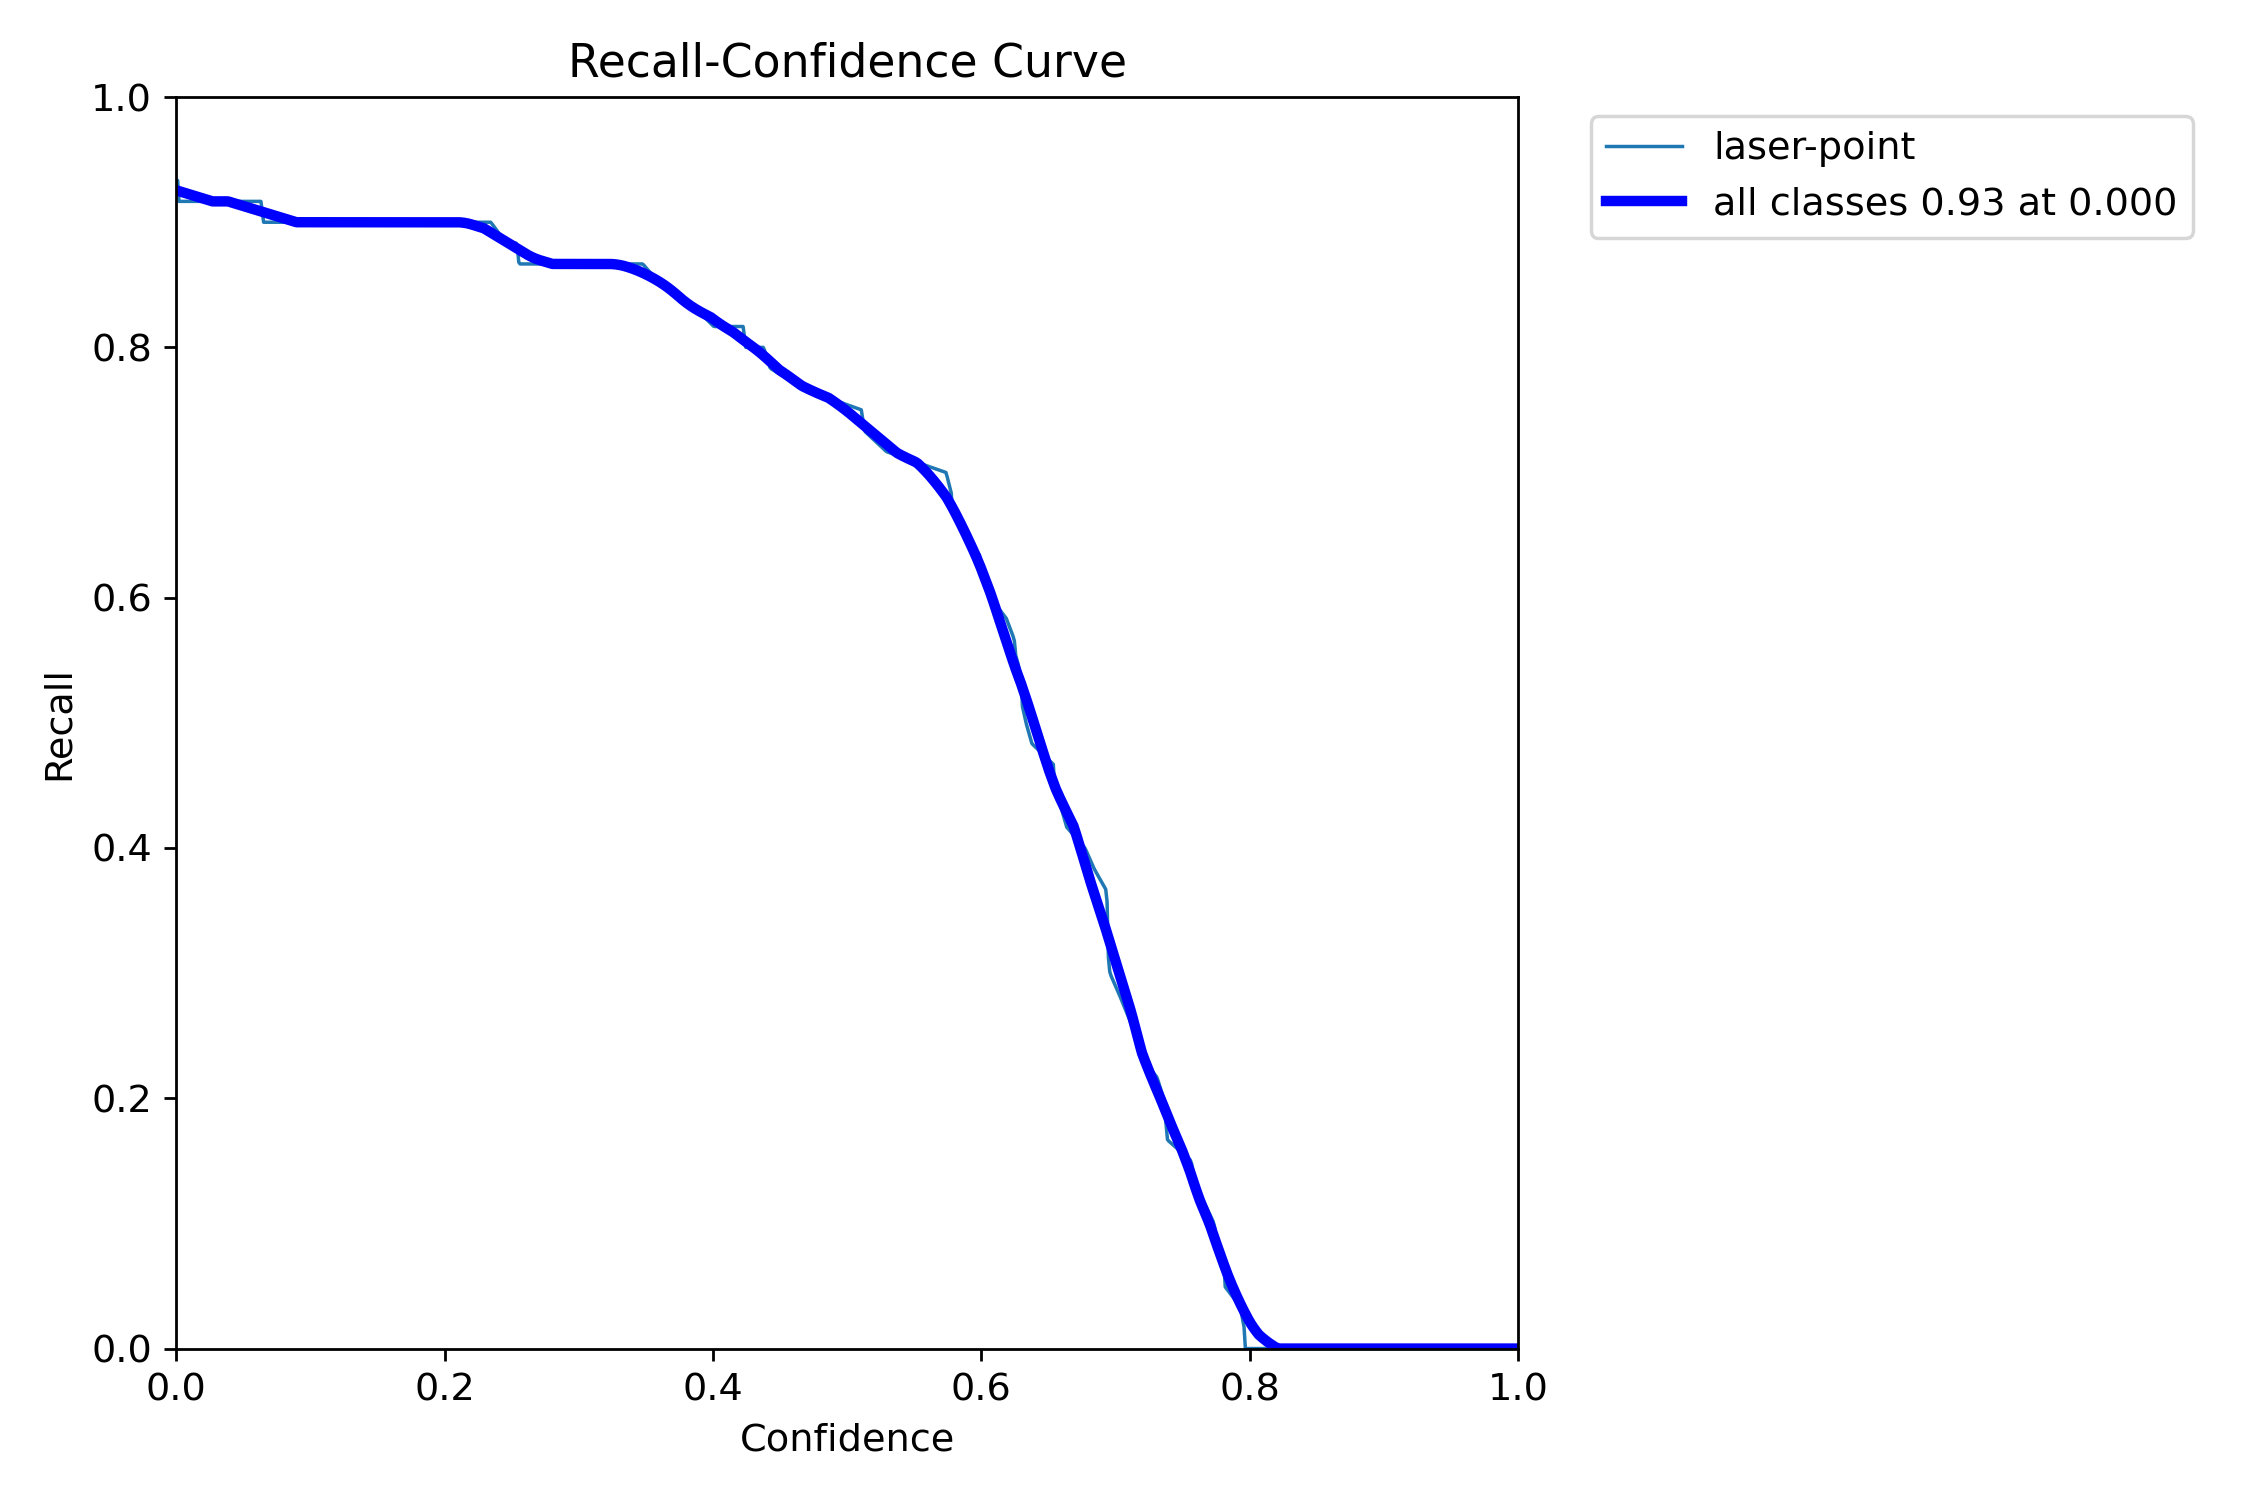 Recall-Confidence Curve
1.0
0.8
0.6
0.4
0.2
0.0
Recall
0.0 0.2 0.4 0.6 0.8 1.0
Confidence
laser-point
all classes 0.93 at 0.000